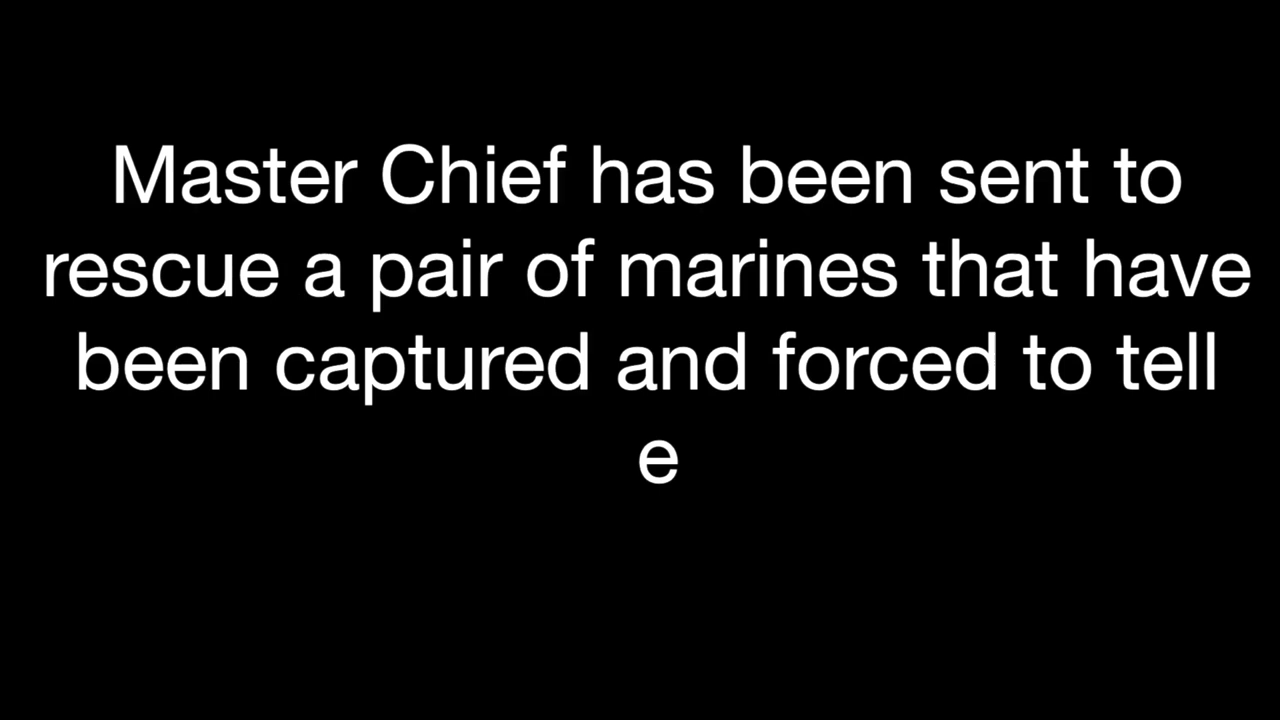 Master Chief has been sent to
rescue a pair of marines that have
been captured and forced to tell
e